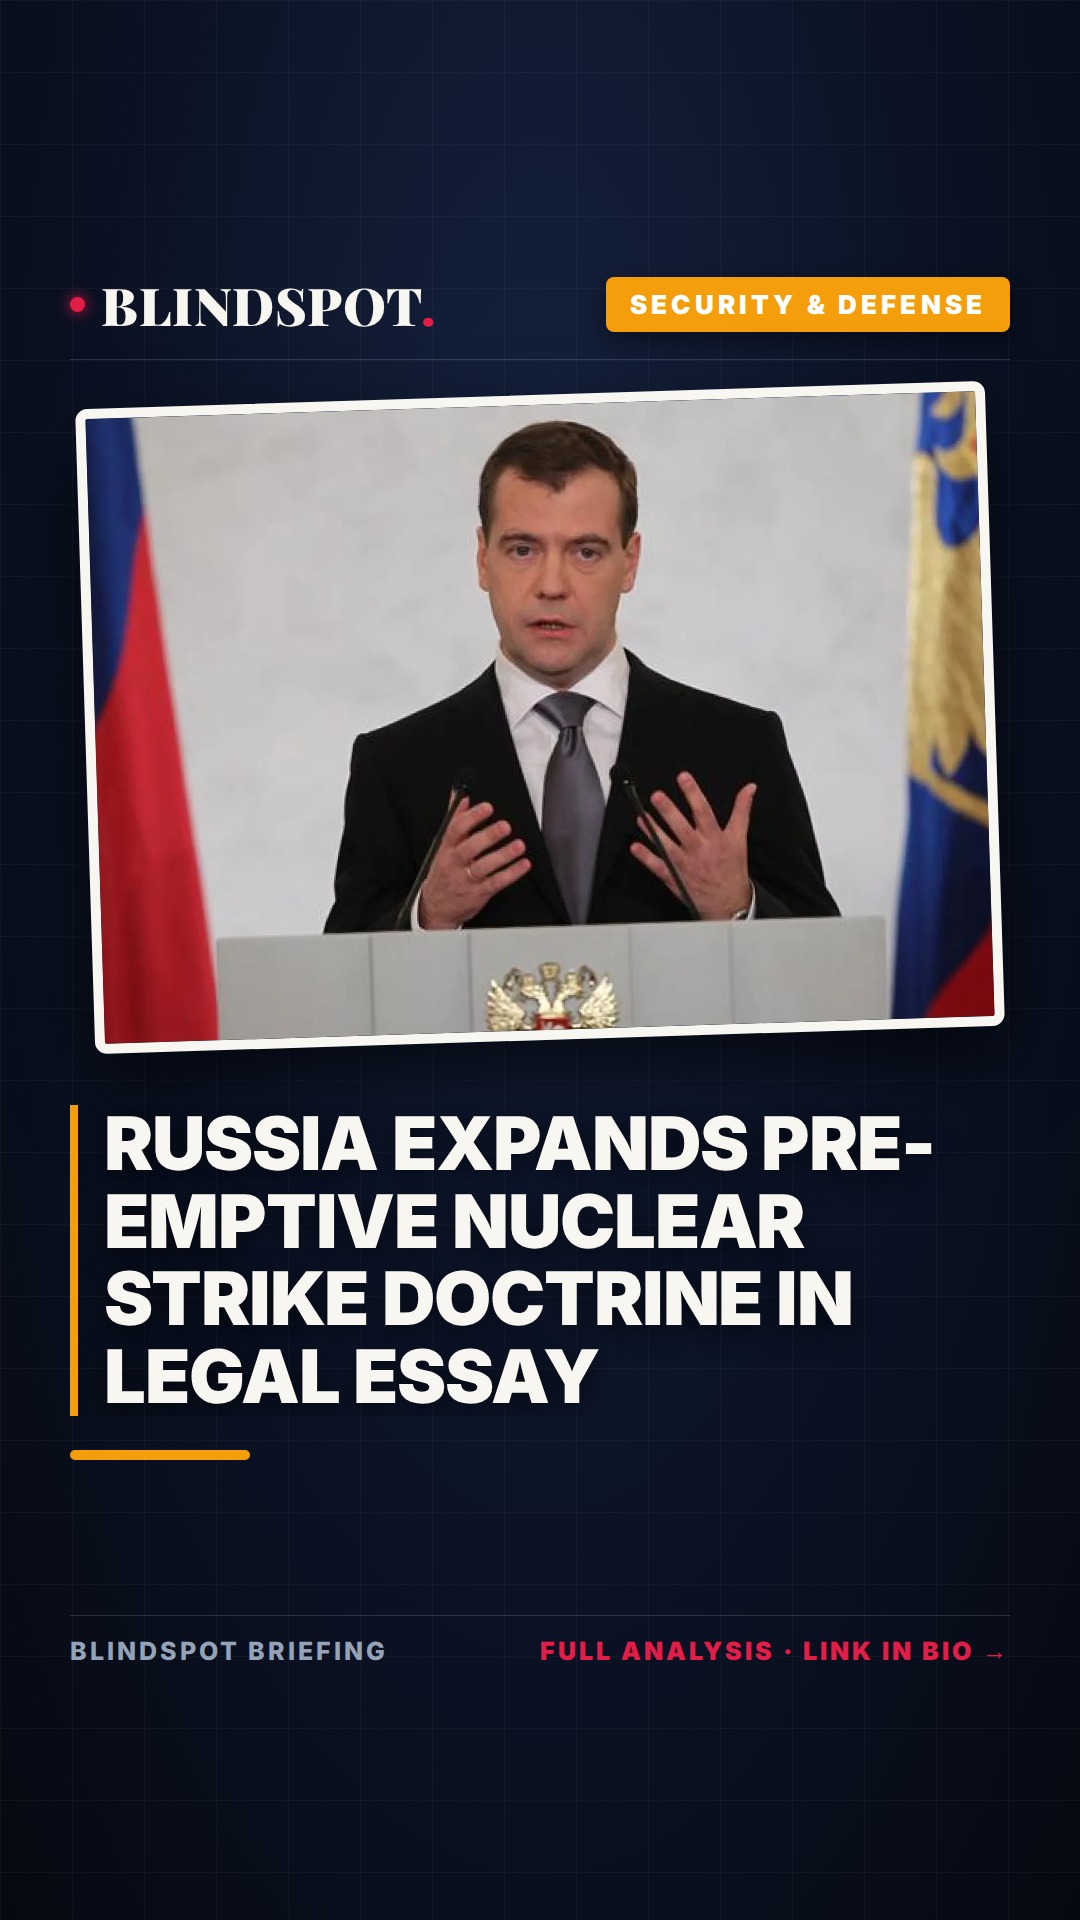 BLINDSPOT.
SECURITY & DEFENSE
RUSSIA EXPANDS PRE-
EMPTIVE NUCLEAR
STRIKE DOCTRINE IN
LEGAL ESSAY
BLINDSPOT BRIEFING
FULL ANALYSIS · LINK IN BIO →